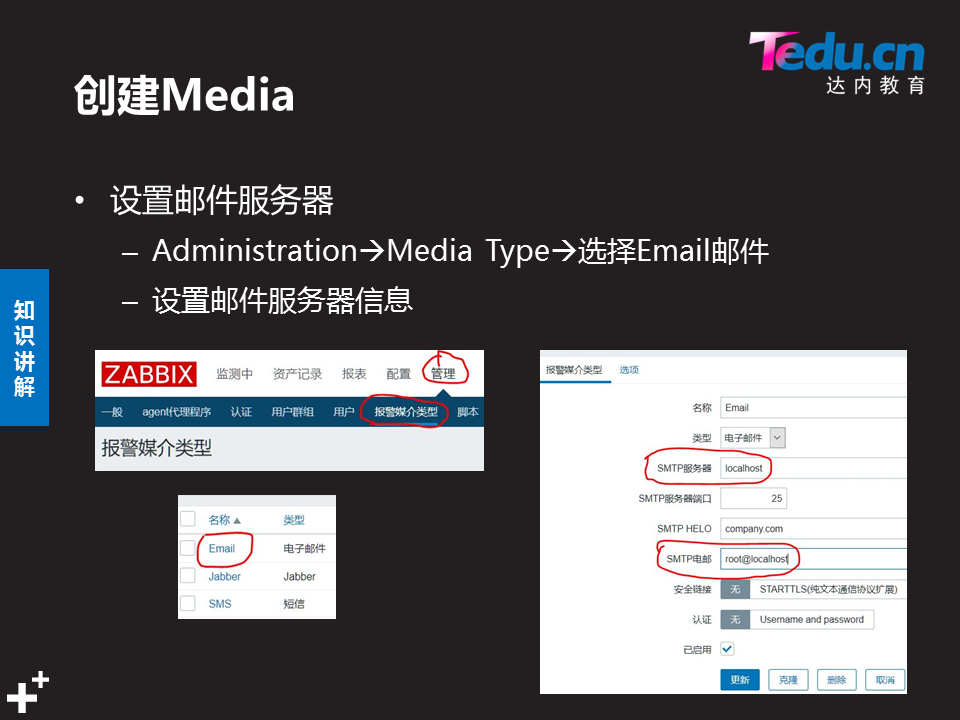 Tedu.cn
达内教育
创建Media
• 设置邮件服务器
– Administration→Media Type→选择Email邮件
– 设置邮件服务器信息
知识讲解
ZABBIX 监测中 资产记录 报表 配置 管理
一般 agent代理程序 认证 用户群组 用户 报警媒介类型 脚本
报警媒介类型
名称▲ 类型
Email 电子邮件
Jabber Jabber
SMS 短信
报警媒介类型 选项
名称 Email
类型 电子邮件
SMTP服务器 localhost
SMTP服务器端口 25
SMTP HELO company.com
SMTP电邮 root@localhost
安全链接 无 STARTTLS(纯文本通信协议扩展)
认证 无 Username and password
已启用
更新 克隆 删除 取消